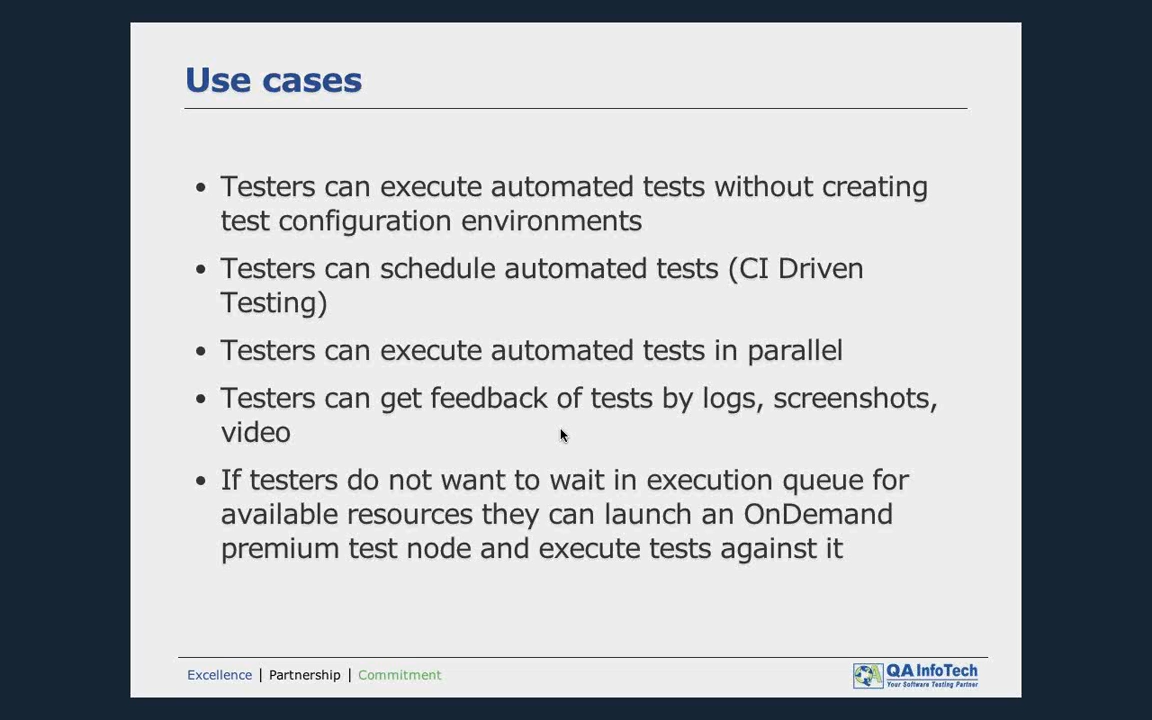 Use cases
• Testers can execute automated tests without creating
test configuration environments
• Testers can schedule automated tests (CI Driven
Testing)
• Testers can execute automated tests in parallel
• Testers can get feedback of tests by logs, screenshots,
video
• If testers do not want to wait in execution queue for
available resources they can launch an OnDemand
premium test node and execute tests against it
Excellence | Partnership | Commitment
QA InfoTech
Your Software Testing Partner